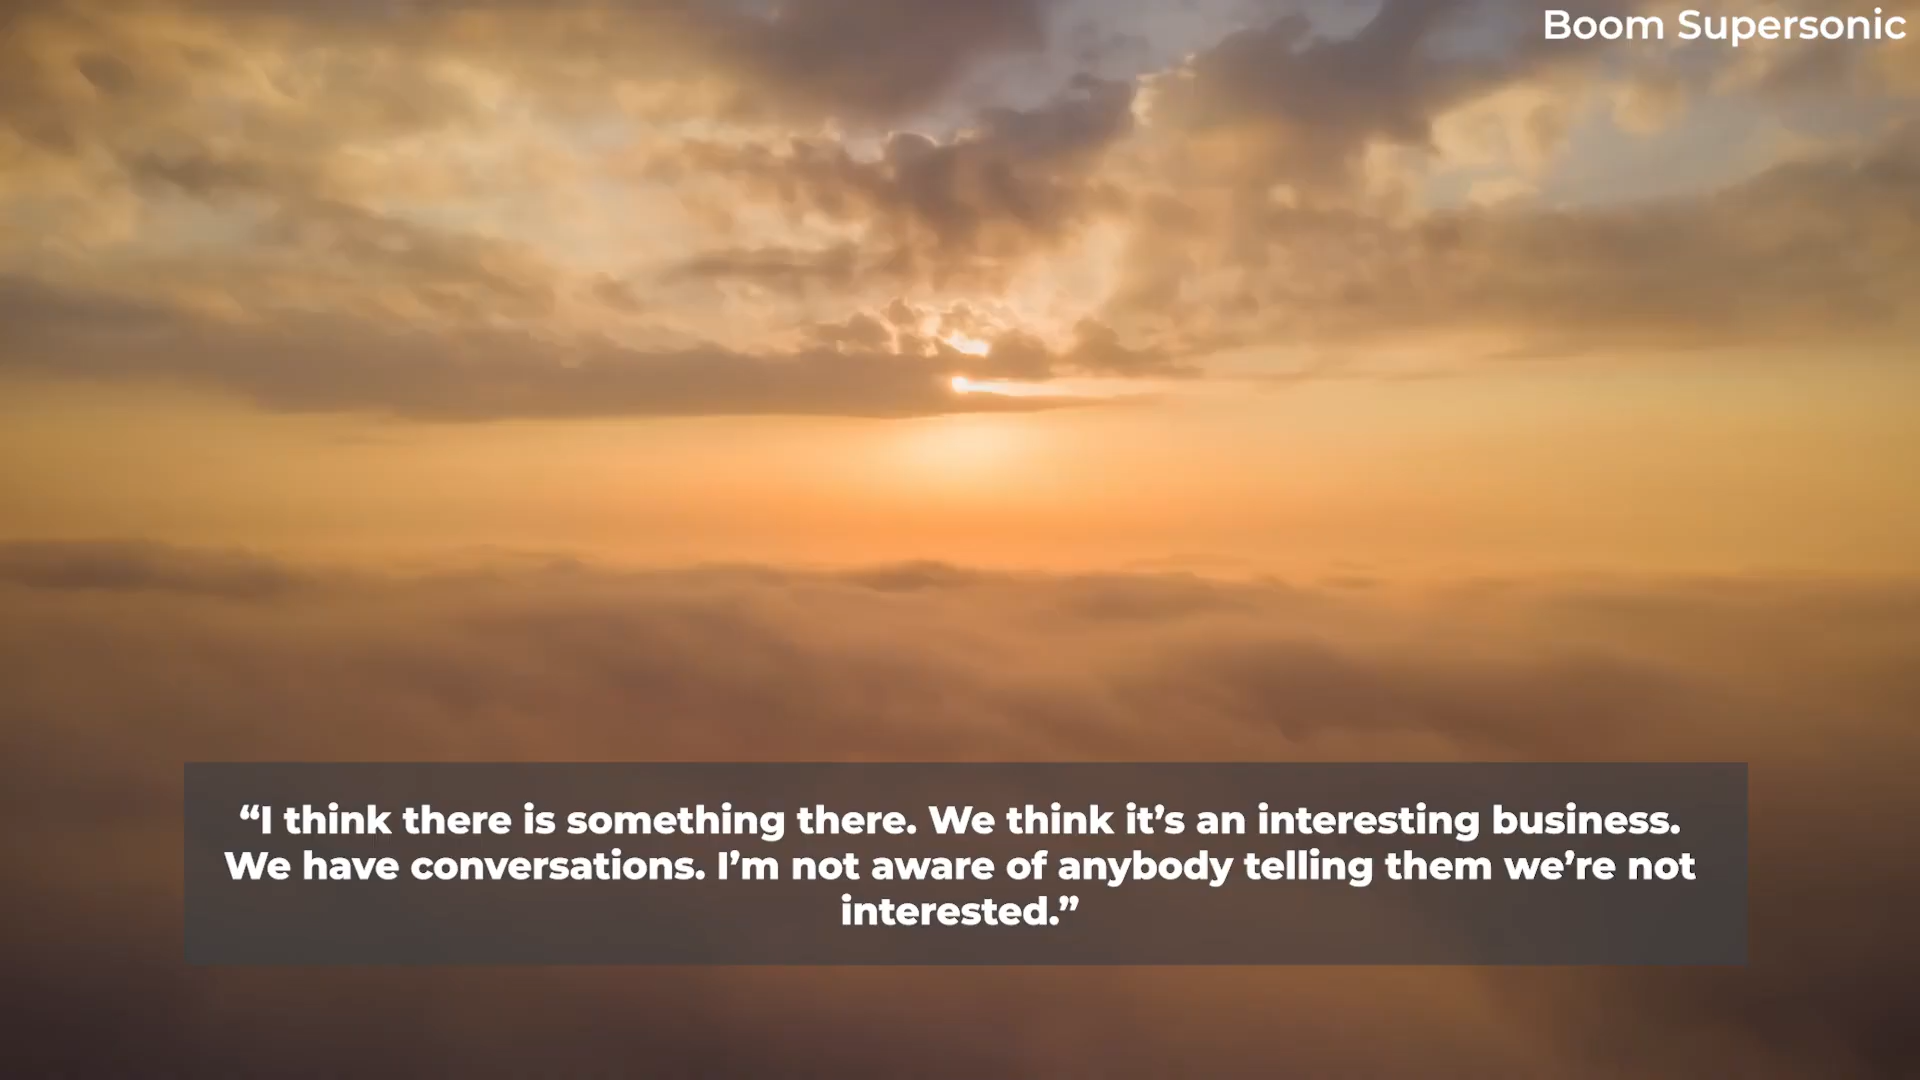 Boom Supersonic
“I think there is something there. We think it’s an interesting business.
We have conversations. I’m not aware of anybody telling them we’re not
interested.”